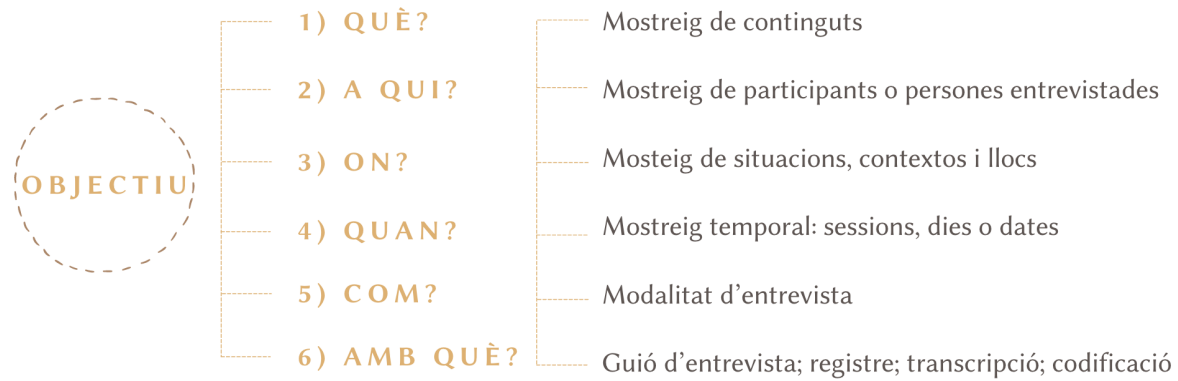 OBJECTIU
1) QUÈ?
Mostreig de continguts
2) A QUI?
Mostreig de participants o persones entrevistades
3) ON?
Mosteig de situacions, contextos i llocs
4) QUAN?
Mostreig temporal: sessions, dies o dates
5) COM?
Modalitat d’entrevista
6) AMB QUÈ?
Guió d’entrevista; registre; transcripció; codificació